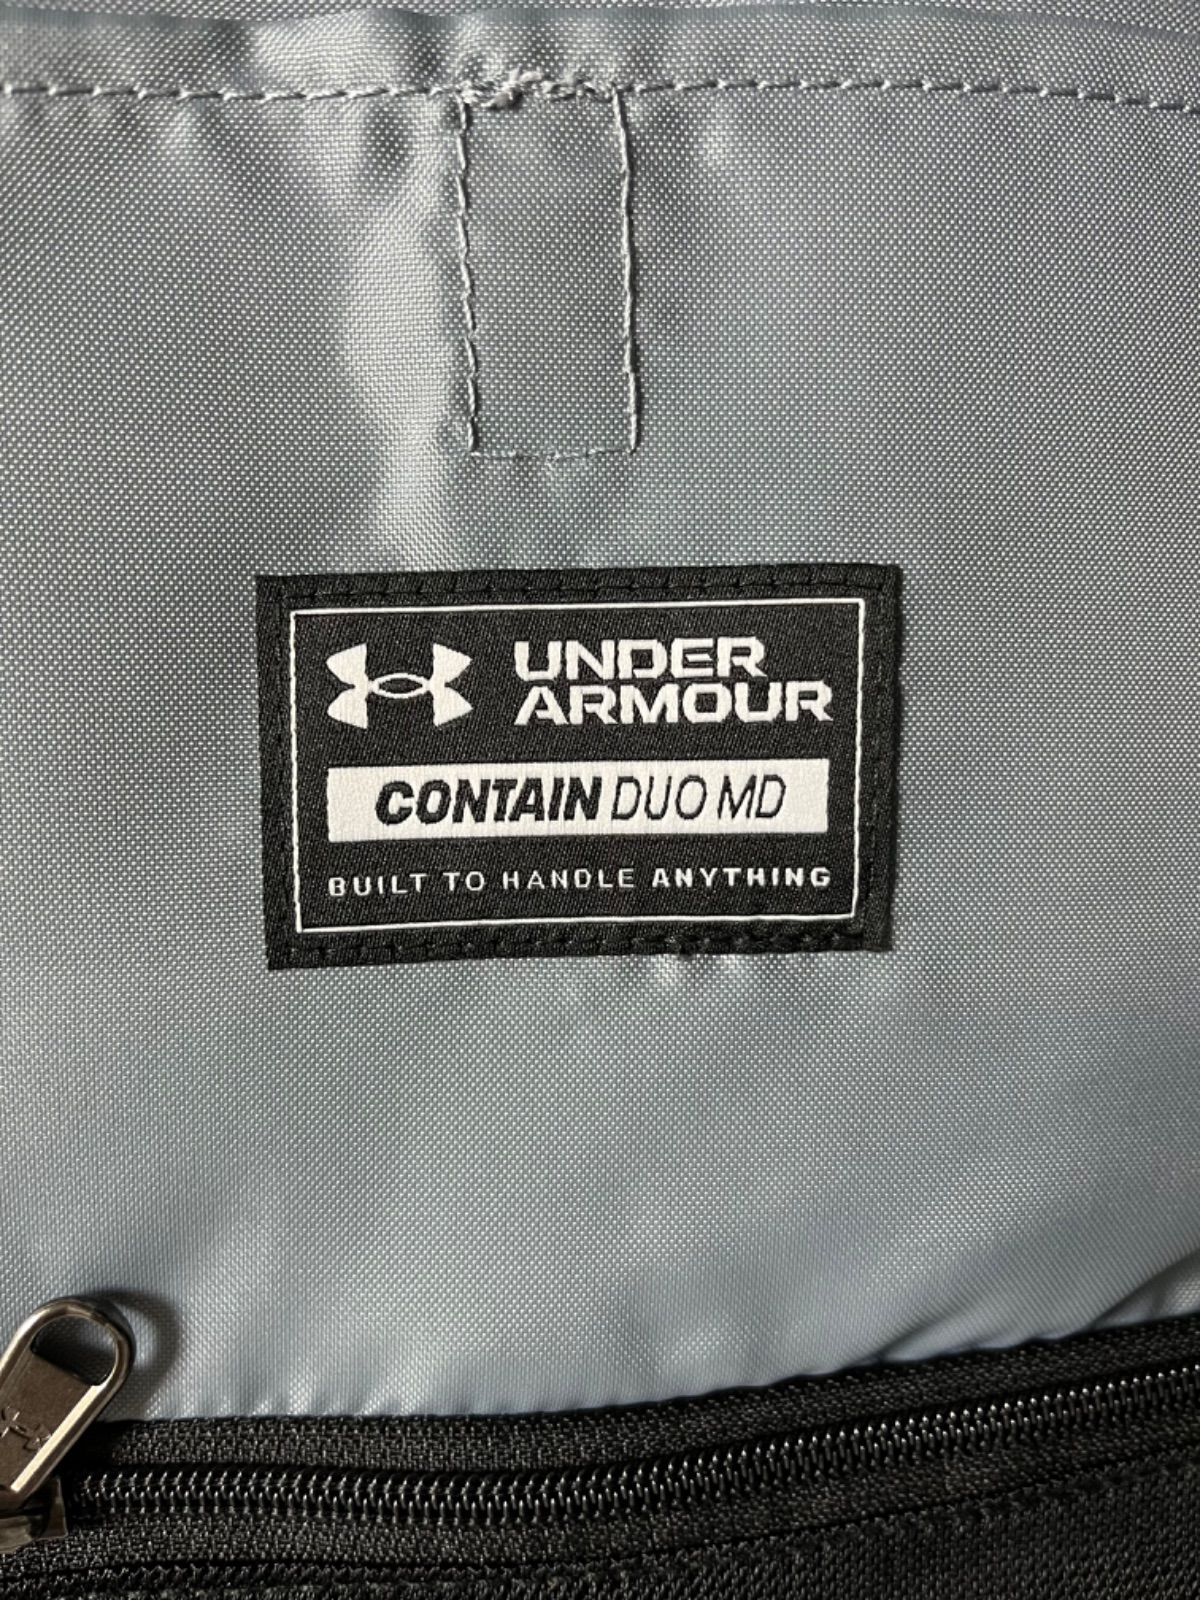 UNDER
ARMOUR
CONTAIN DUO MD
BUILT TO HANDLE ANYTHING